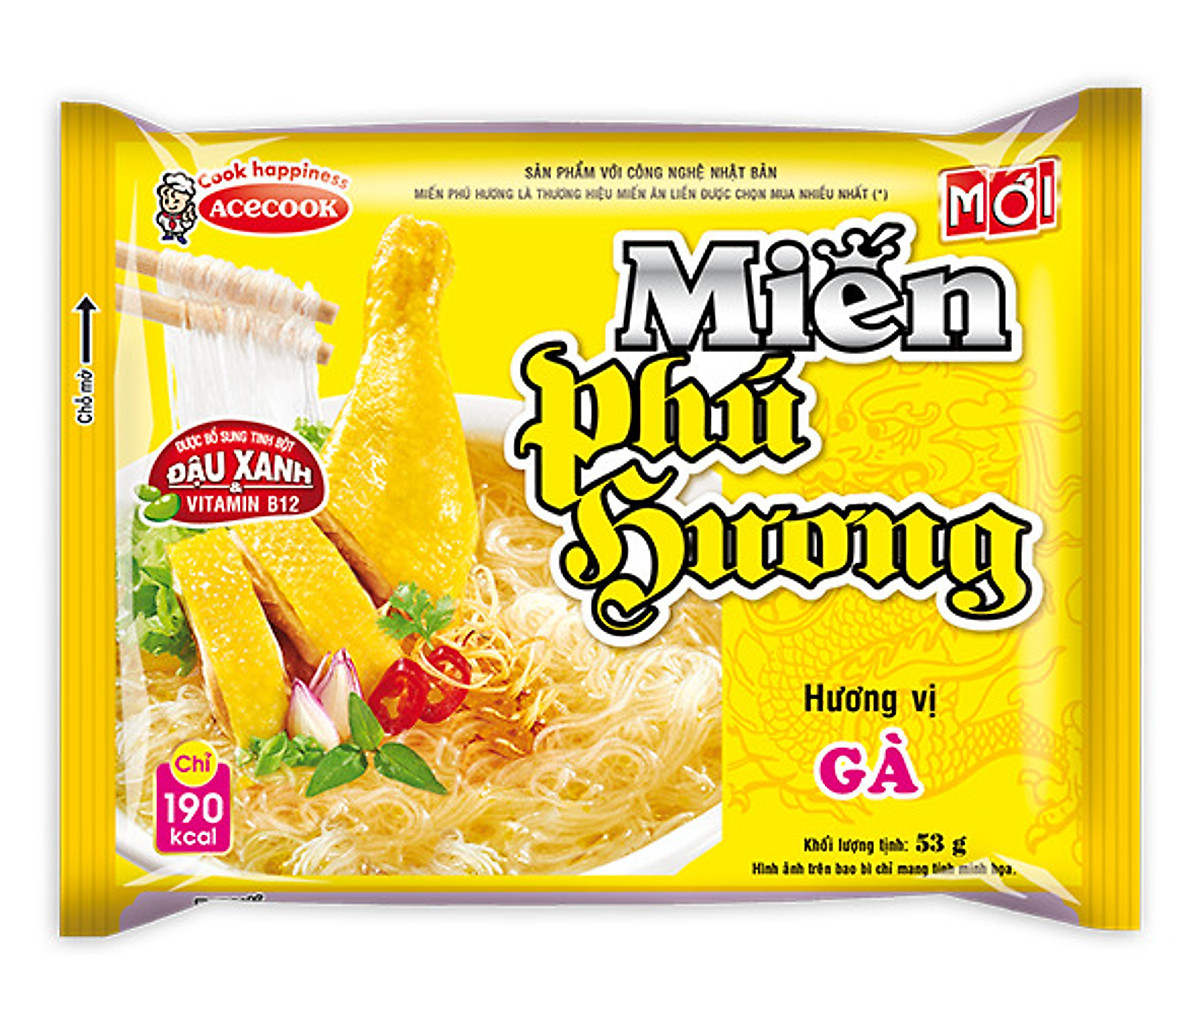 Cook happiness
ACECOOK
SẢN PHẨM VỚI CÔNG NGHỆ NHẬT BẢN
MIẾN PHÚ HƯƠNG LÀ THƯƠNG HIỆU MIẾN ĂN LIỀN ĐƯỢC CHỌN MUA NHIỀU NHẤT (*)
MỚI
Miến
Phú
Hương
Chỗ mở
ĐƯỢC BỔ SUNG TINH BỘT
ĐẬU XANH
&
VITAMIN B12
Hương vị
GÀ
Chỉ
190
kcal
Khối lượng tịnh: 53 g
Hình ảnh trên bao bì chỉ mang tính minh họa.